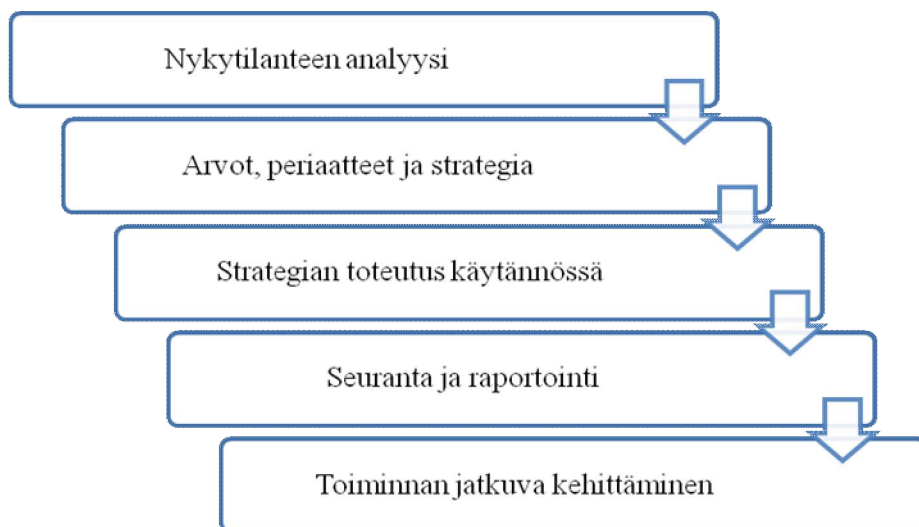 Nykytilanteen analyysi
Arvot, periaatteet ja strategia
Strategian toteutus käytännössä
Seuranta ja raportointi
Toiminnan jatkuva kehittäminen